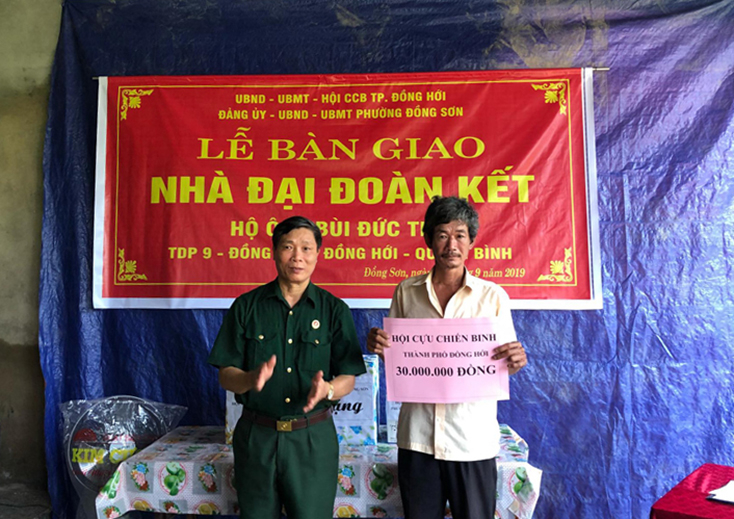 UBND - UBMT - HỘI CCB TP. ĐỒNG HỚI
ĐẢNG ỦY - UBND - UBMT PHƯỜNG ĐỒNG SƠN
LỄ BÀN GIAO
NHÀ ĐẠI ĐOÀN KẾT
HỘ BÙI ĐỨC
TDP 9 - ĐỒNG ĐỒNG HỚI - BÌNH
Đồng Sơn, 9 năm 2019
HỘI CỰU CHIẾN BINH
THÀNH PHỐ ĐỒNG HỚI
30.000.000 ĐỒNG
KIM